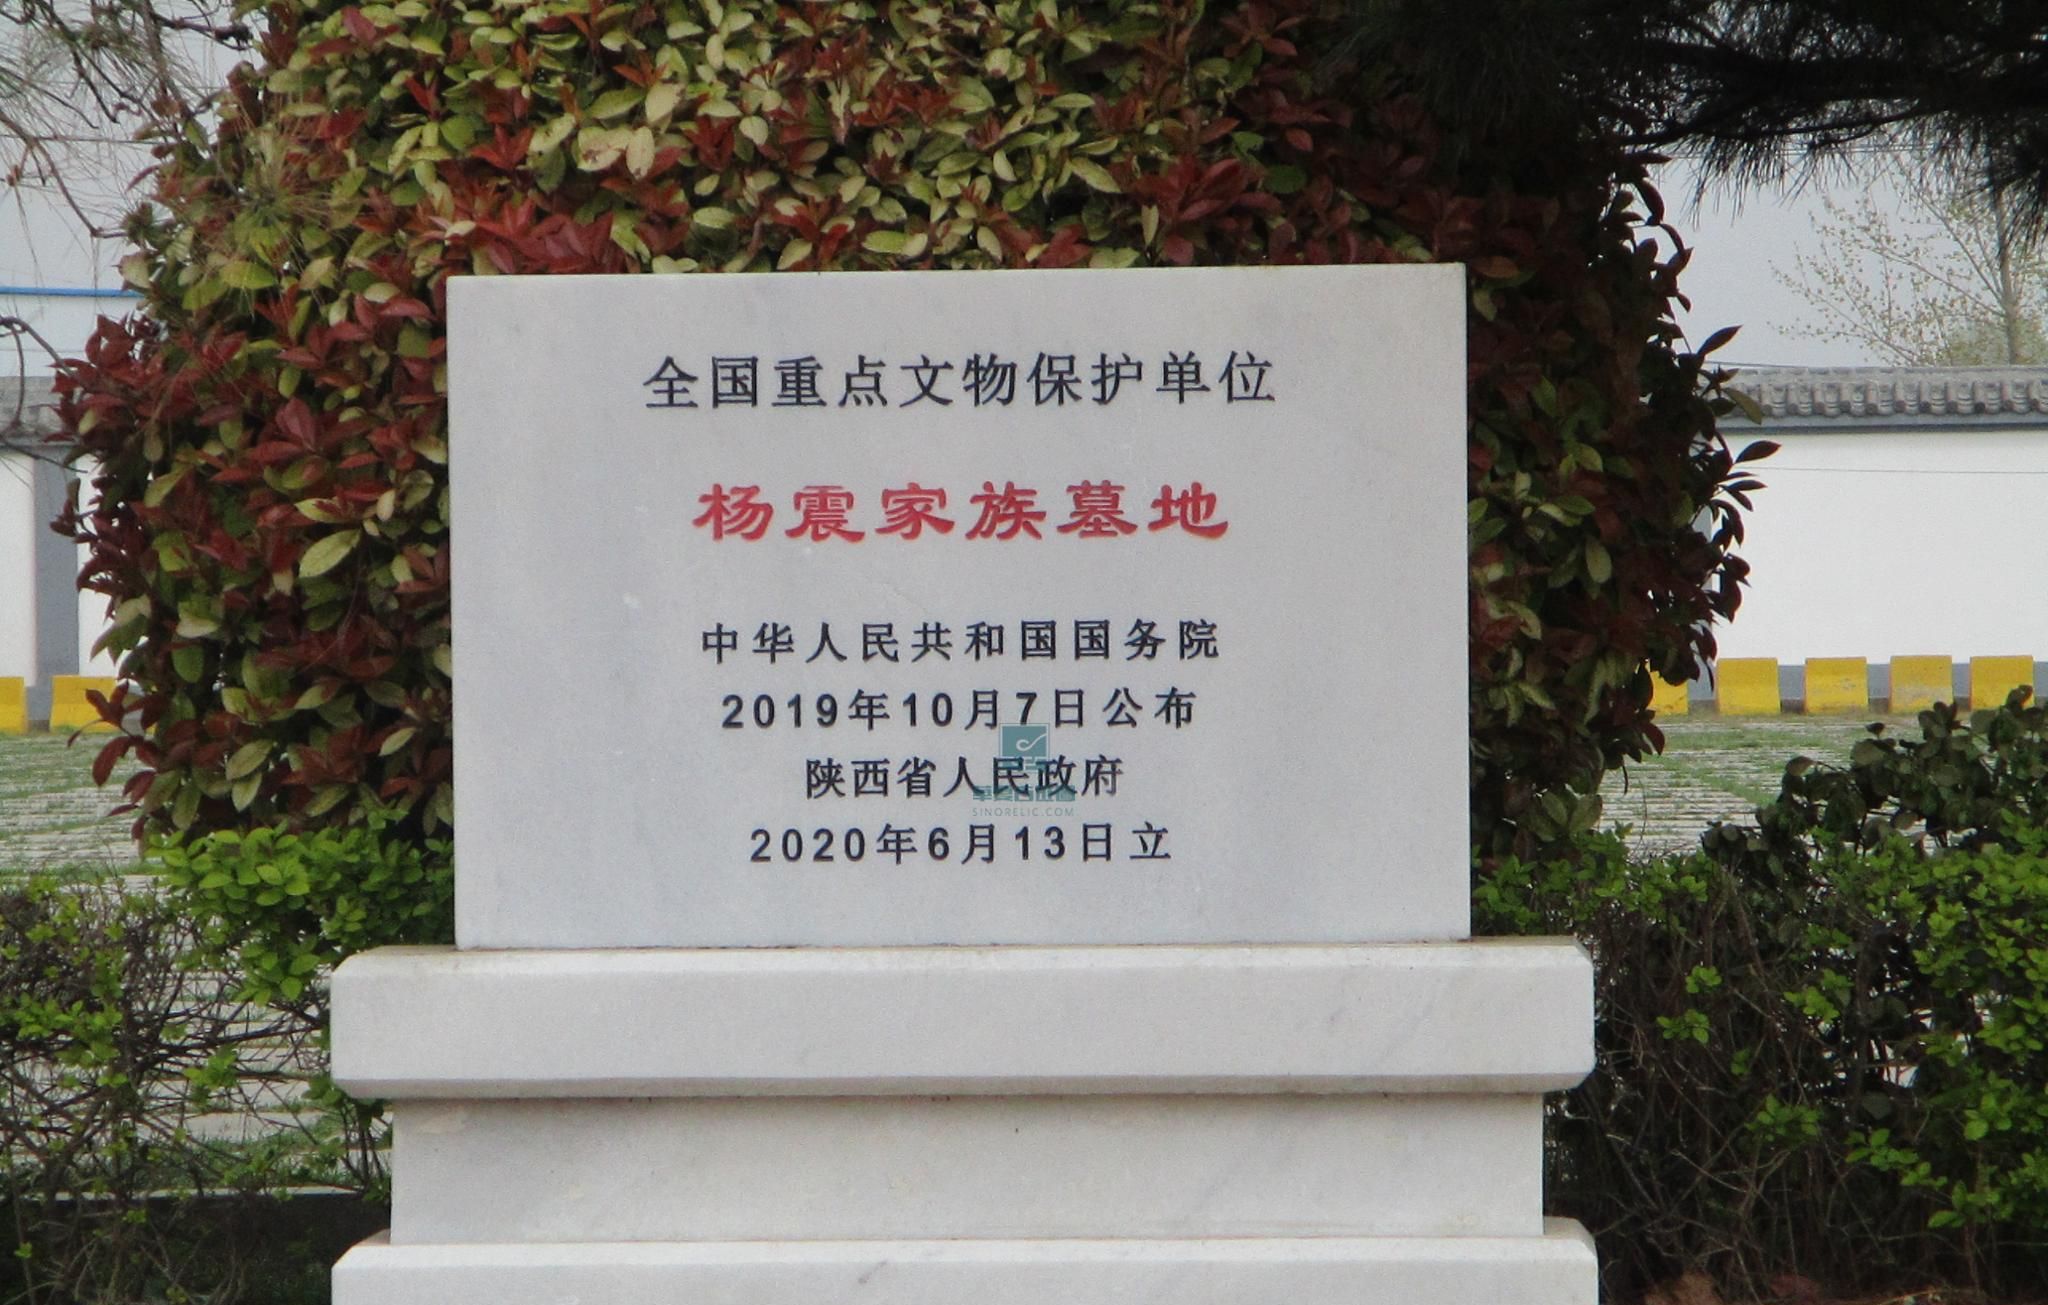 全国重点文物保护单位
杨震家族墓地
中华人民共和国国务院
2019年10月7日公布
陕西省人民政府
SINORELIC.COM
2020年6月13日立